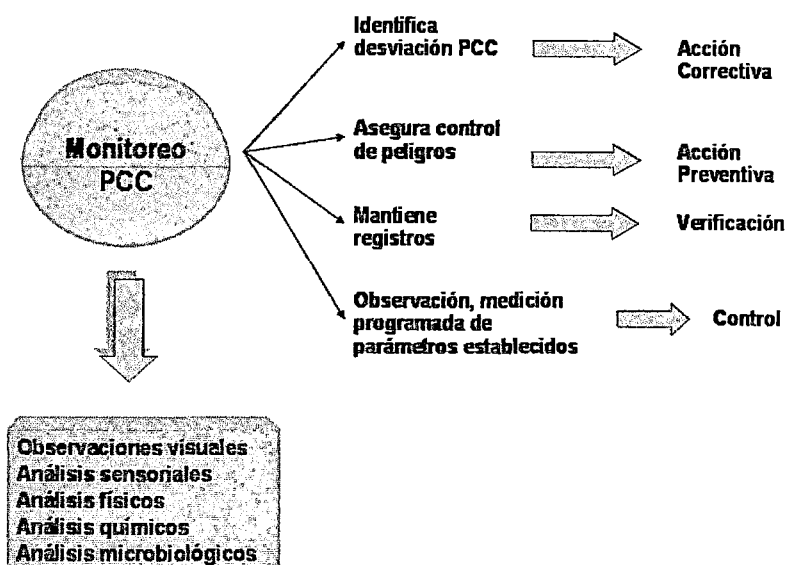 Monitoreo
PCC
Identifica
desviación PCC
Acción
Correctiva
Asegura control
de peligros
Acción
Preventiva
Mantiene
registros
Verificación
Observación, medición
programada de
parámetros establecidos
Control
Observaciones visuales
Análisis sensoriales
Análisis físicos
Análisis químicos
Análisis microbiológicos